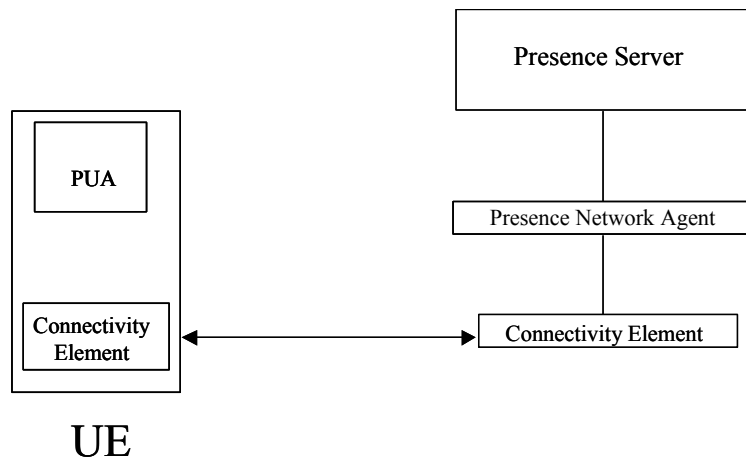 Presence Server
PUA
Presence Network Agent
Connectivity
Element
Connectivity Element
UE